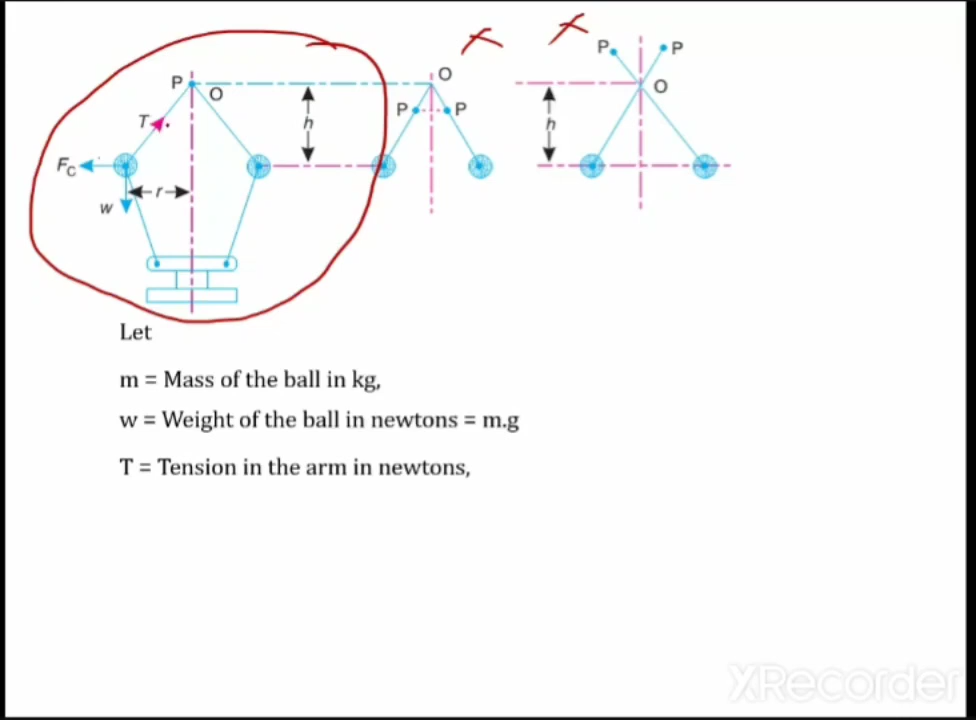 P O P P
P O P P O
T h h
Fc
r
w
Let
m = Mass of the ball in kg,
w = Weight of the ball in newtons = m.g
T = Tension in the arm in newtons,
XRecorder